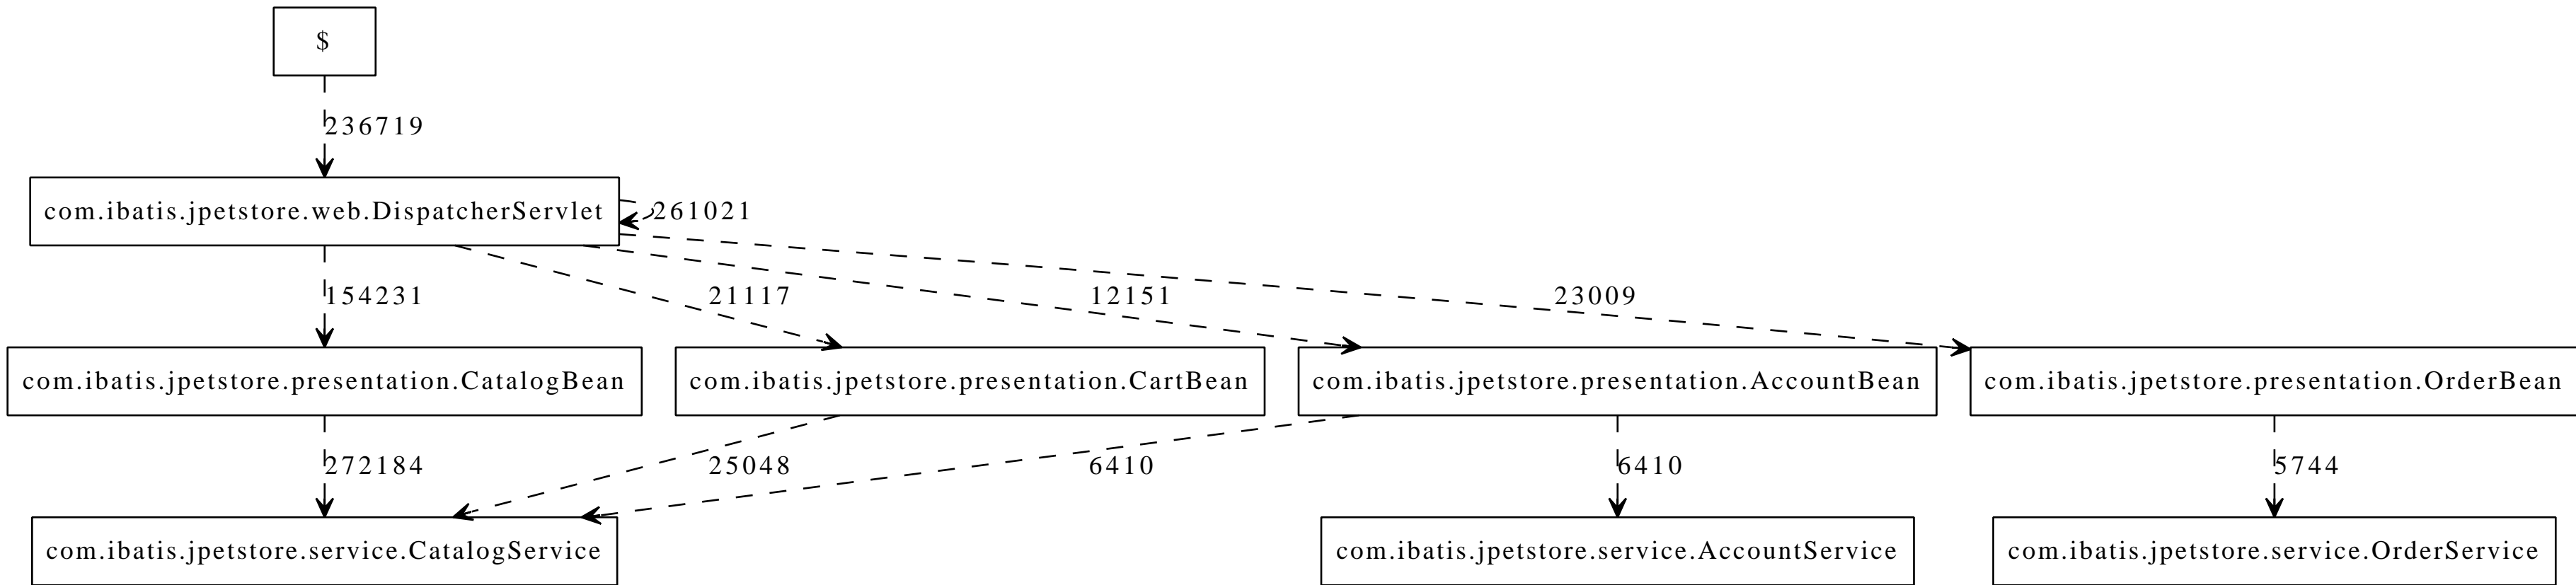 $
236719
com.ibatis.jpetstore.web.DispatcherServlet
261021
154231
21117
12151
23009
com.ibatis.jpetstore.presentation.CatalogBean
com.ibatis.jpetstore.presentation.CartBean
com.ibatis.jpetstore.presentation.AccountBean
com.ibatis.jpetstore.presentation.OrderBean
272184
25048
6410
6410
5744
com.ibatis.jpetstore.service.CatalogService
com.ibatis.jpetstore.service.AccountService
com.ibatis.jpetstore.service.OrderService